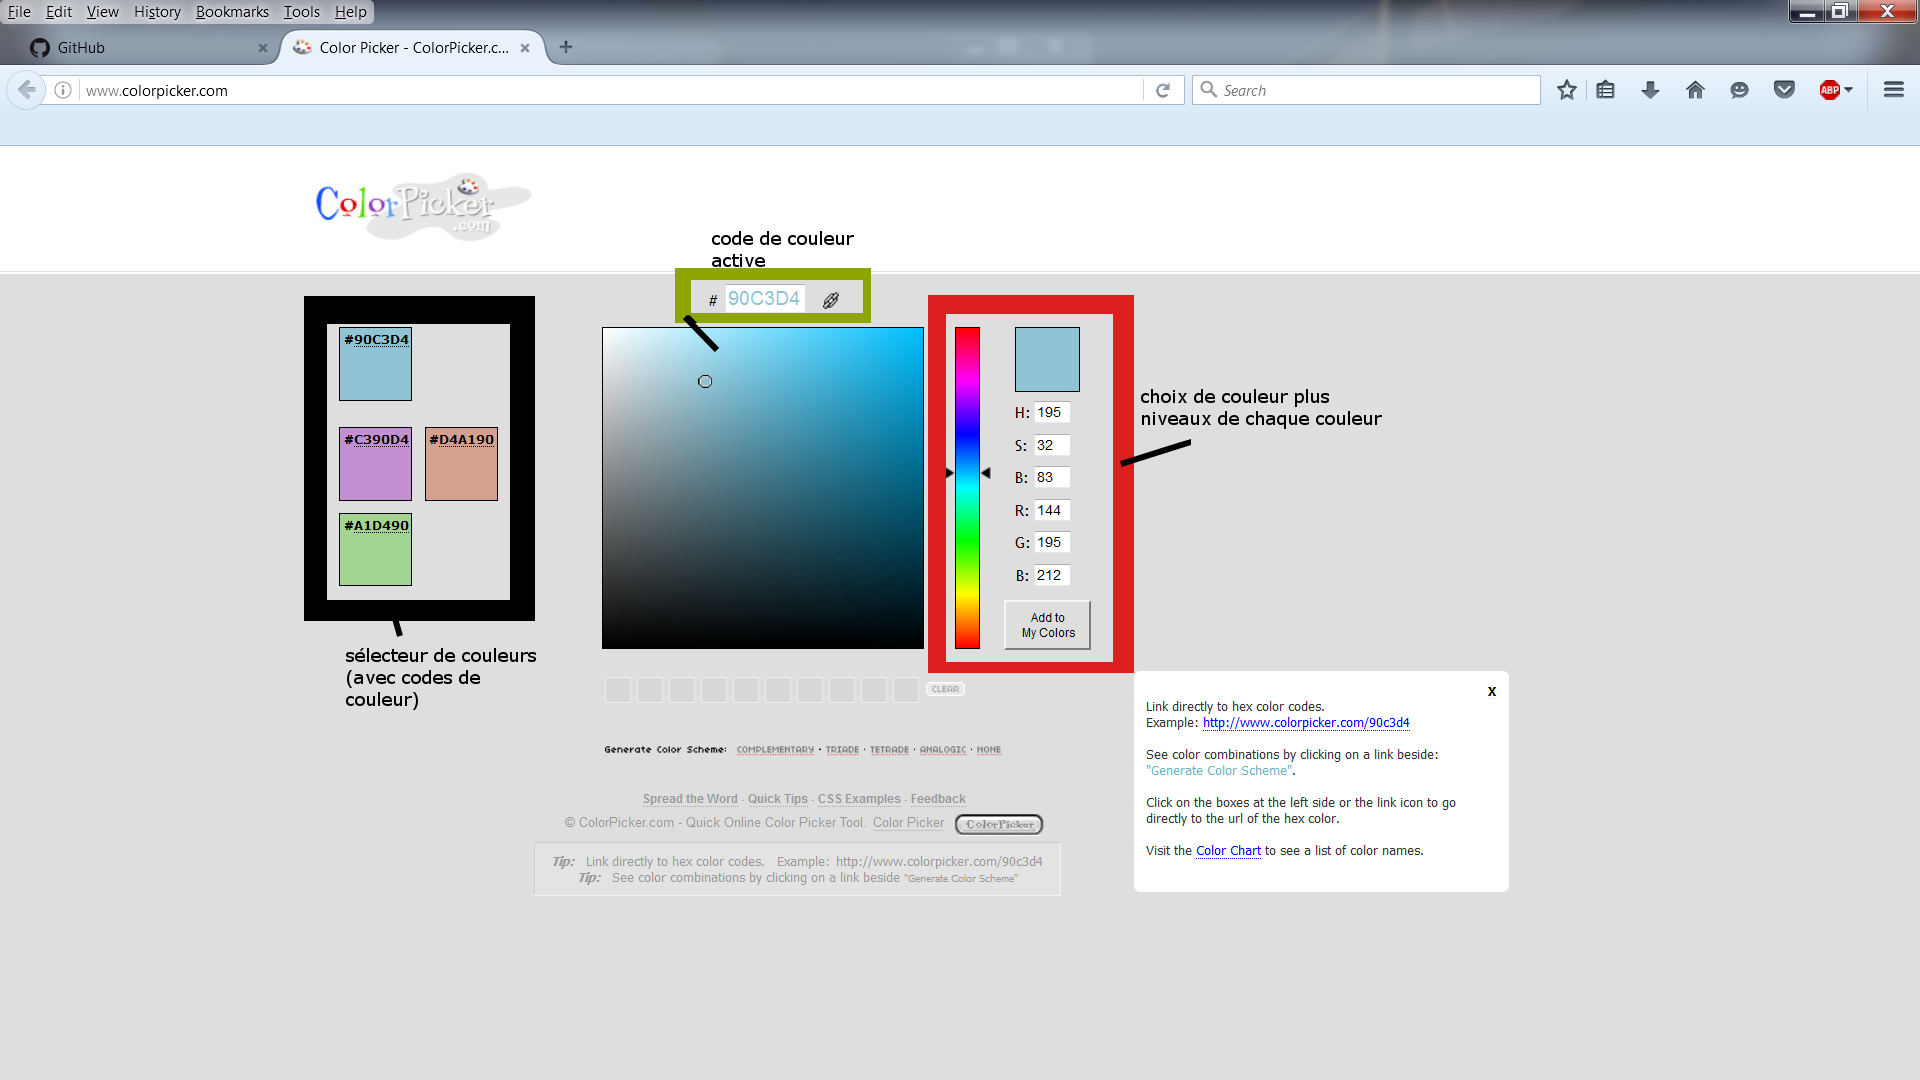 File Edit View History Bookmarks Tools Help
GitHub
Color Picker - ColorPicker.c...
www.colorpicker.com
Search
ABP
ColorPicker
.com
code de couleur
active
# 90C3D4
#90C3D4
#C390D4
#D4A190
#A1D490
sélecteur de couleurs
(avec codes de
couleur)
H: 195
S: 32
B: 83
R: 144
G: 195
B: 212
Add to
My Colors
choix de couleur plus
niveaux de chaque couleur
CLEAR
Generate Color Scheme: COMPLEMENTARY · TRIADE · TETRADE · ANALOGIC · NONE
Spread the Word - Quick Tips - CSS Examples - Feedback
© ColorPicker.com - Quick Online Color Picker Tool. Color Picker ColorPicker
Tip: Link directly to hex color codes. Example: http://www.colorpicker.com/90c3d4
Tip: See color combinations by clicking on a link beside "Generate Color Scheme"
X
Link directly to hex color codes.
Example: http://www.colorpicker.com/90c3d4
See color combinations by clicking on a link beside:
"Generate Color Scheme".
Click on the boxes at the left side or the link icon to go
directly to the url of the hex color.
Visit the Color Chart to see a list of color names.